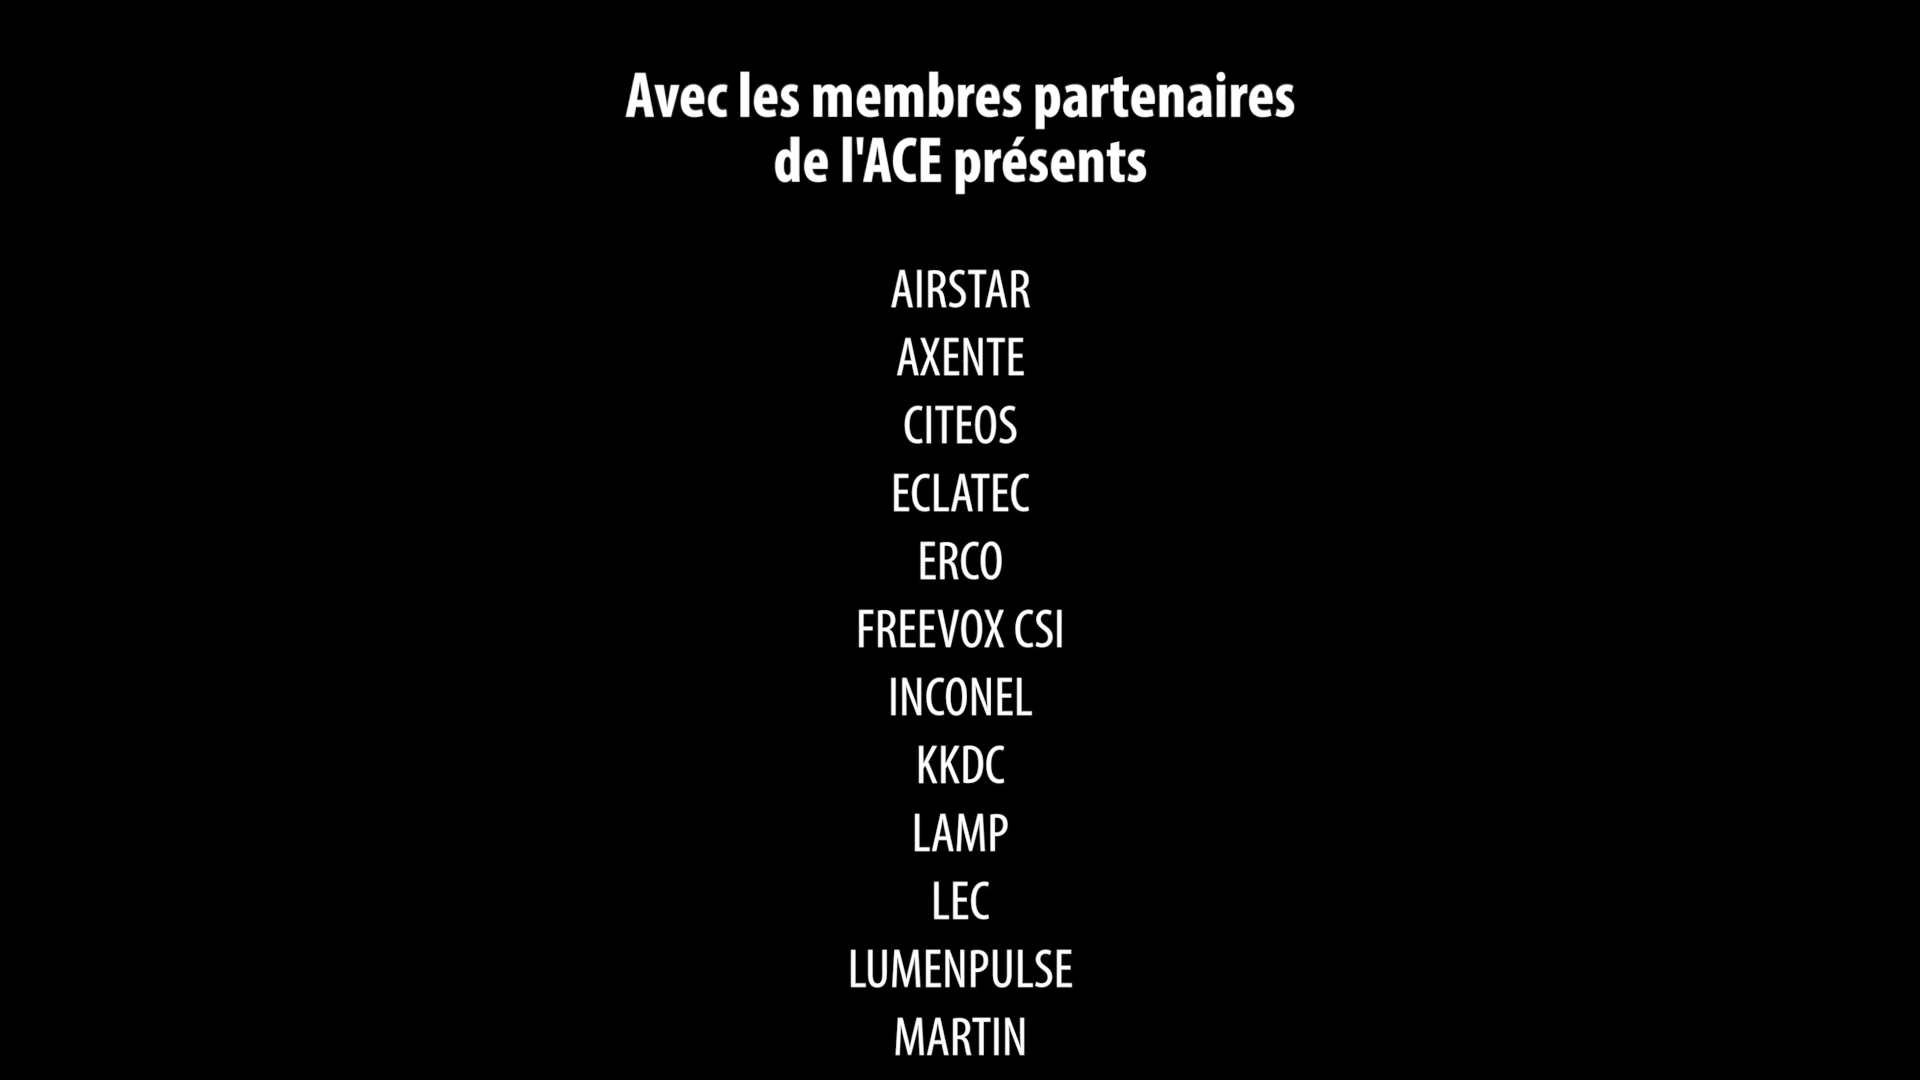 Avec les membres partenaires
de l'ACE présents
AIRSTAR
AXENTE
CITEOS
ECLATEC
ERCO
FREEVOX CSI
INCONEL
KKDC
LAMP
LEC
LUMENPULSE
MARTIN